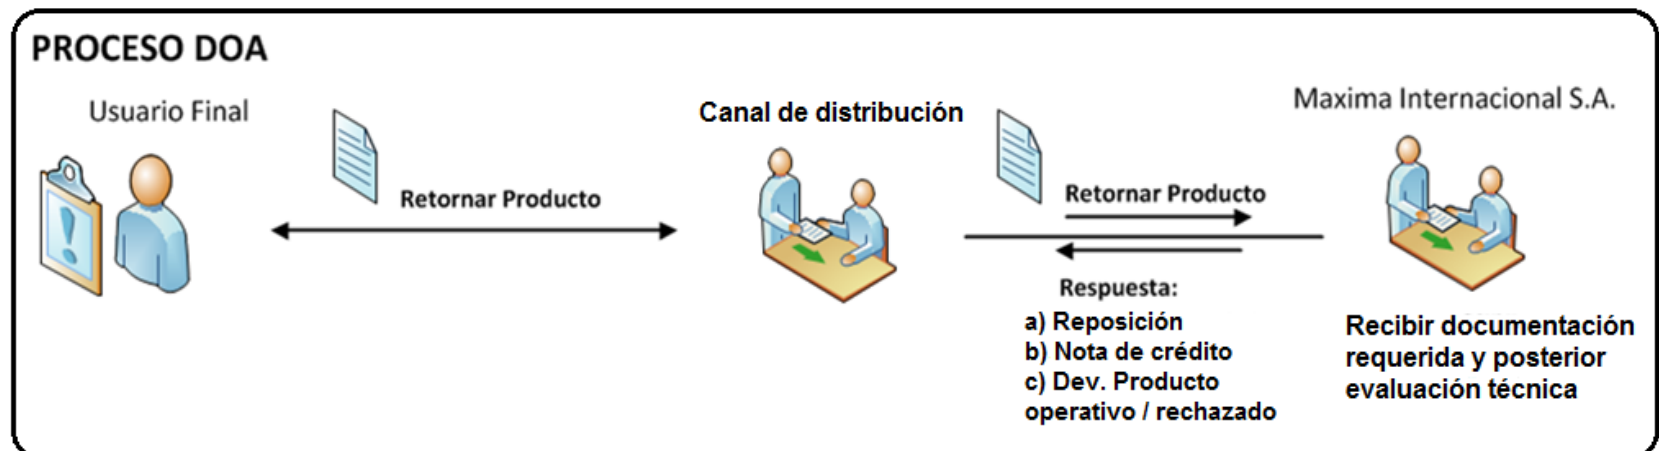 PROCESO DOA
Usuario Final
Retornar Producto
Canal de distribución
Retornar Producto
Respuesta:
a) Reposición
b) Nota de crédito
c) Dev. Producto
operativo / rechazado
Maxima Internacional S.A.
Recibir documentación
requerida y posterior
evaluación técnica